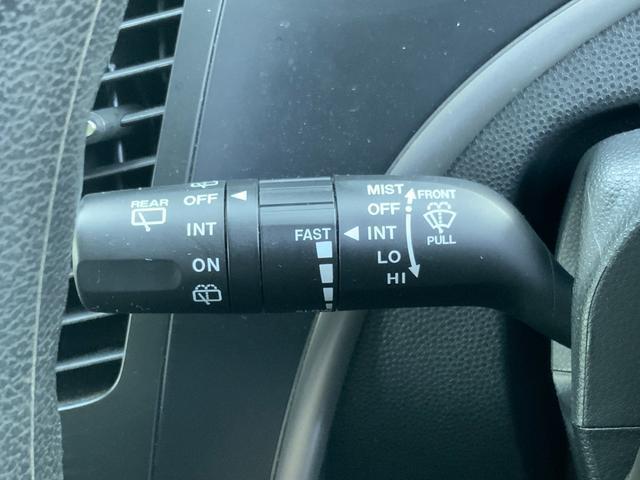 REAR
OFF
INT
ON
FAST
MIST
OFF
INT
LO
HI
FRONT
PULL